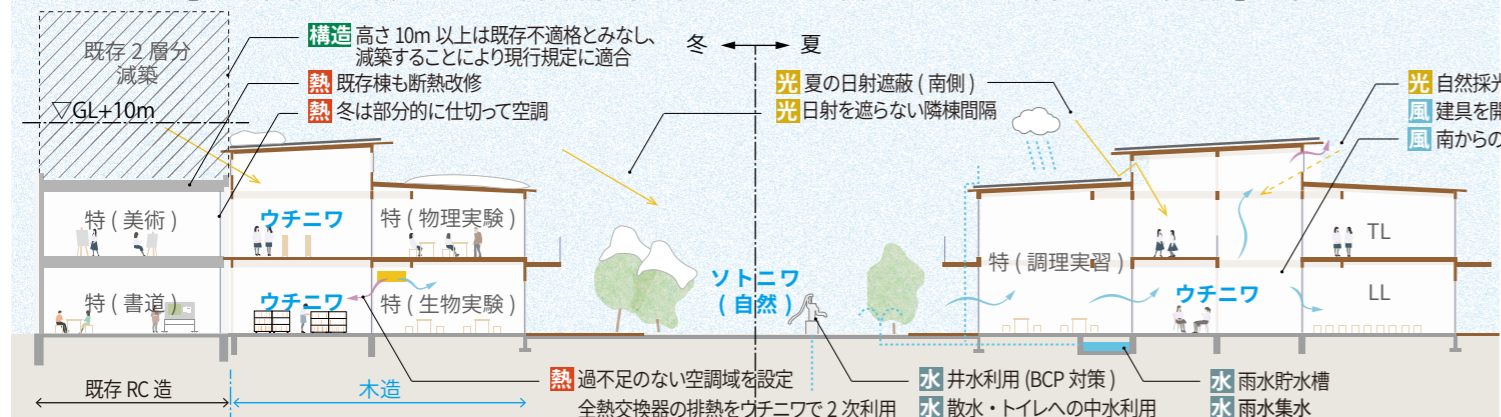 既存2層分
減築
▽GL+10m
構造 高さ10m以上は既存不適格とみなし、
減築することにより現行規定に適合
熱 既存棟も断熱改修
熱 冬は部分的に仕切って空調
冬 夏
光 夏の日射遮蔽(南側)
光 日射を遮らない隣棟間隔
光 自然採光
風 建具を開
風 南からの
特(美術)
ウチニワ
特(物理実験)
特(書道)
ウチニワ
特(生物実験)
ソトニワ
(自然)
特(調理実習)
ウチニワ
TL
LL
既存RC造
木造
熱 過不足のない空調域を設定
全熱交換器の排熱をウチニワで2次利用
水 井水利用(BCP対策)
水 散水・トイレへの中水利用
水 雨水貯水槽
水 雨水集水